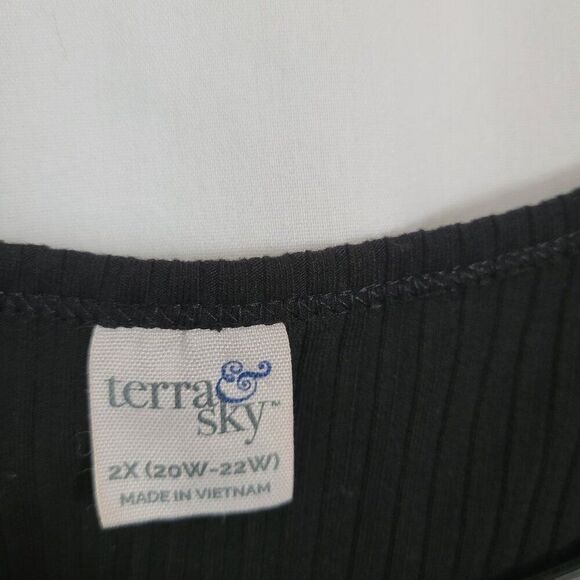 terra &
sky™
2X (20W-22W)
MADE IN VIETNAM